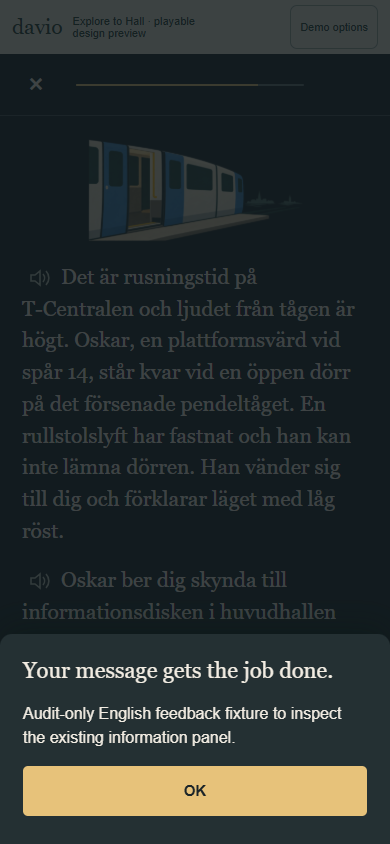 davio
Explore to Hall · playable
design preview
Demo options
Det är rusningstid på
T-Centralen och ljudet från tågen är
högt. Oskar, en plattformsvärd vid
spår 14, står kvar vid en öppen dörr
på det försenade pendeltåget. En
rullstolslyft har fastnat och han kan
inte lämna dörren. Han vänder sig
till dig och förklarar läget med låg
röst.
Oskar ber dig skynda till
informationsdisken i huvudhallen
Your message gets the job done.
Audit-only English feedback fixture to inspect
the existing information panel.
OK